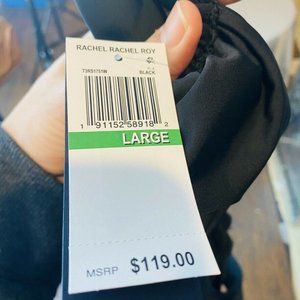 RACHEL RACHEL ROY
BLACK
1 91152 58918 2
LARGE
MSRP $119.00